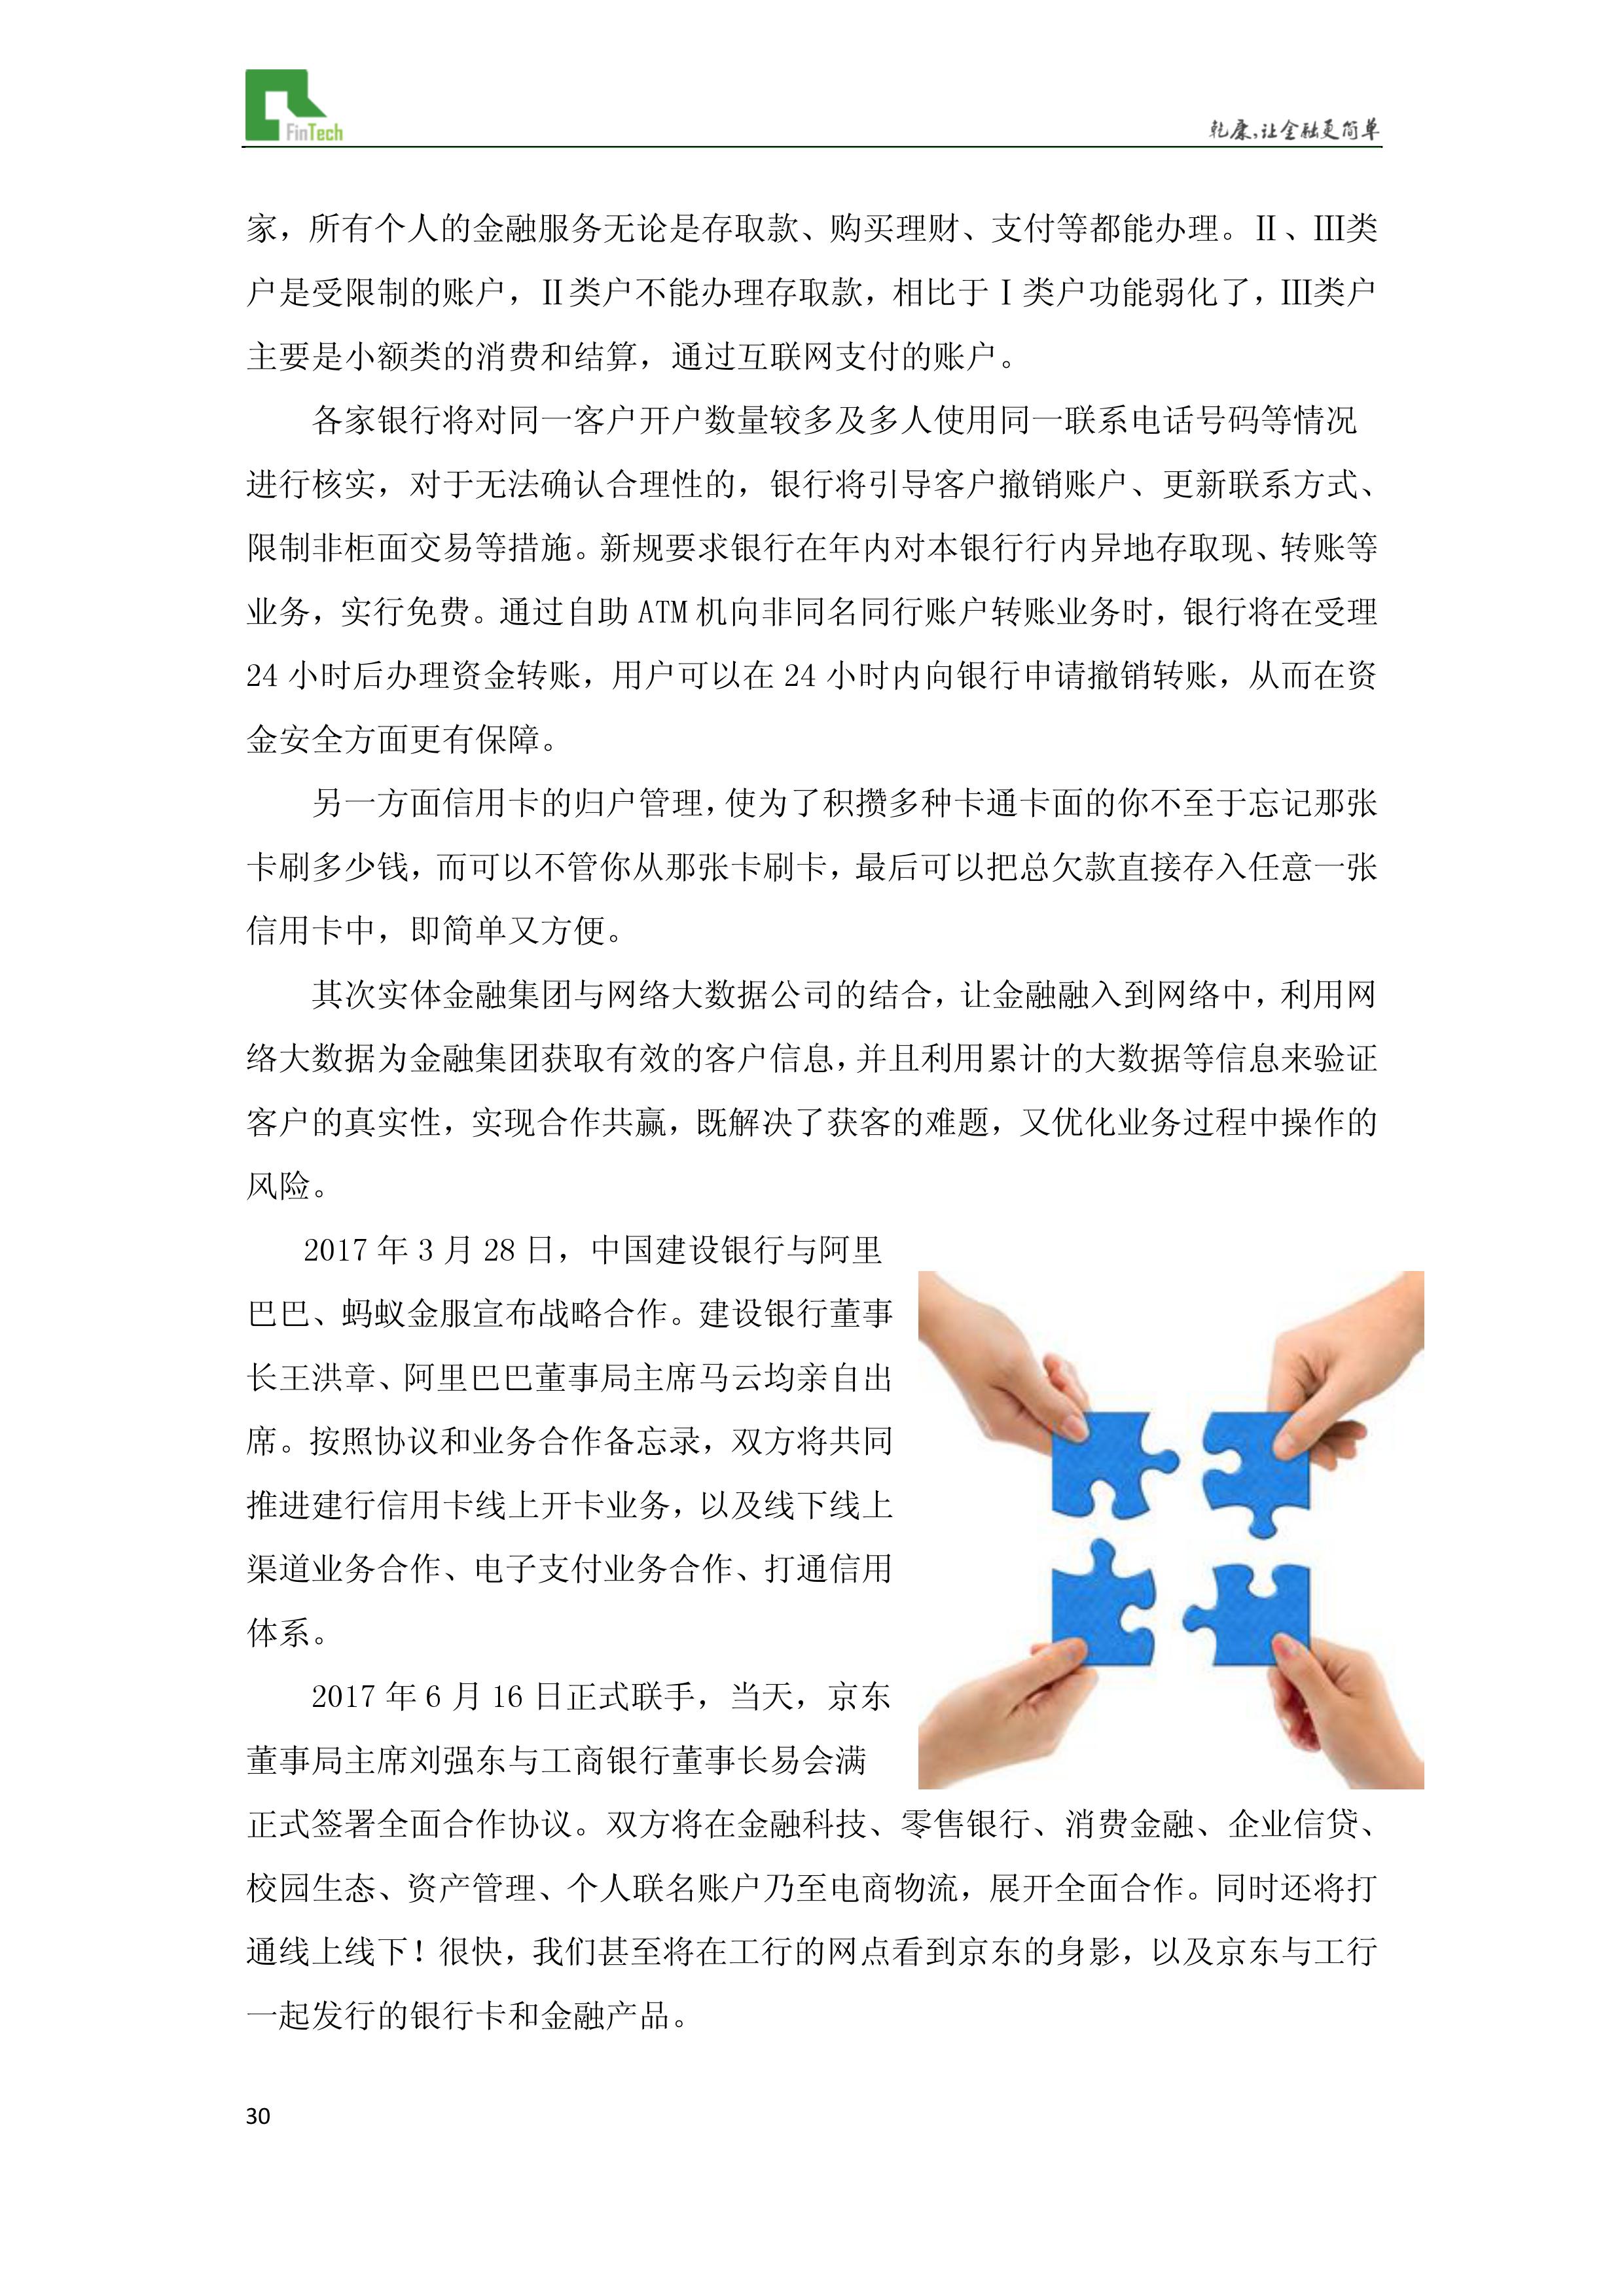 FinTech
乾康,让金融更简单
家，所有个人的金融服务无论是存取款、购买理财、支付等都能办理。Ⅱ、Ⅲ类
户是受限制的账户，Ⅱ类户不能办理存取款，相比于Ⅰ类户功能弱化了，Ⅲ类户
主要是小额类的消费和结算，通过互联网支付的账户。
各家银行将对同一客户开户数量较多及多人使用同一联系电话号码等情况
进行核实，对于无法确认合理性的，银行将引导客户撤销账户、更新联系方式、
限制非柜面交易等措施。新规要求银行在年内对本银行行内异地存取现、转账等
业务，实行免费。通过自助 ATM 机向非同名同行账户转账业务时，银行将在受理
24 小时后办理资金转账，用户可以在 24 小时内向银行申请撤销转账，从而在资
金安全方面更有保障。
另一方面信用卡的归户管理，使为了积攒多种卡通卡面的你不至于忘记那张
卡刷多少钱，而可以不管你从那张卡刷卡，最后可以把总欠款直接存入任意一张
信用卡中，即简单又方便。
其次实体金融集团与网络大数据公司的结合，让金融融入到网络中，利用网
络大数据为金融集团获取有效的客户信息，并且利用累计的大数据等信息来验证
客户的真实性，实现合作共赢，既解决了获客的难题，又优化业务过程中操作的
风险。
2017 年 3 月 28 日，中国建设银行与阿里
巴巴、蚂蚁金服宣布战略合作。建设银行董事
长王洪章、阿里巴巴董事局主席马云均亲自出
席。按照协议和业务合作备忘录，双方将共同
推进建行信用卡线上开卡业务，以及线下线上
渠道业务合作、电子支付业务合作、打通信用
体系。
2017 年 6 月 16 日正式联手，当天，京东
董事局主席刘强东与工商银行董事长易会满
正式签署全面合作协议。双方将在金融科技、零售银行、消费金融、企业信贷、
校园生态、资产管理、个人联名账户乃至电商物流，展开全面合作。同时还将打
通线上线下！很快，我们甚至将在工行的网点看到京东的身影，以及京东与工行
一起发行的银行卡和金融产品。
30